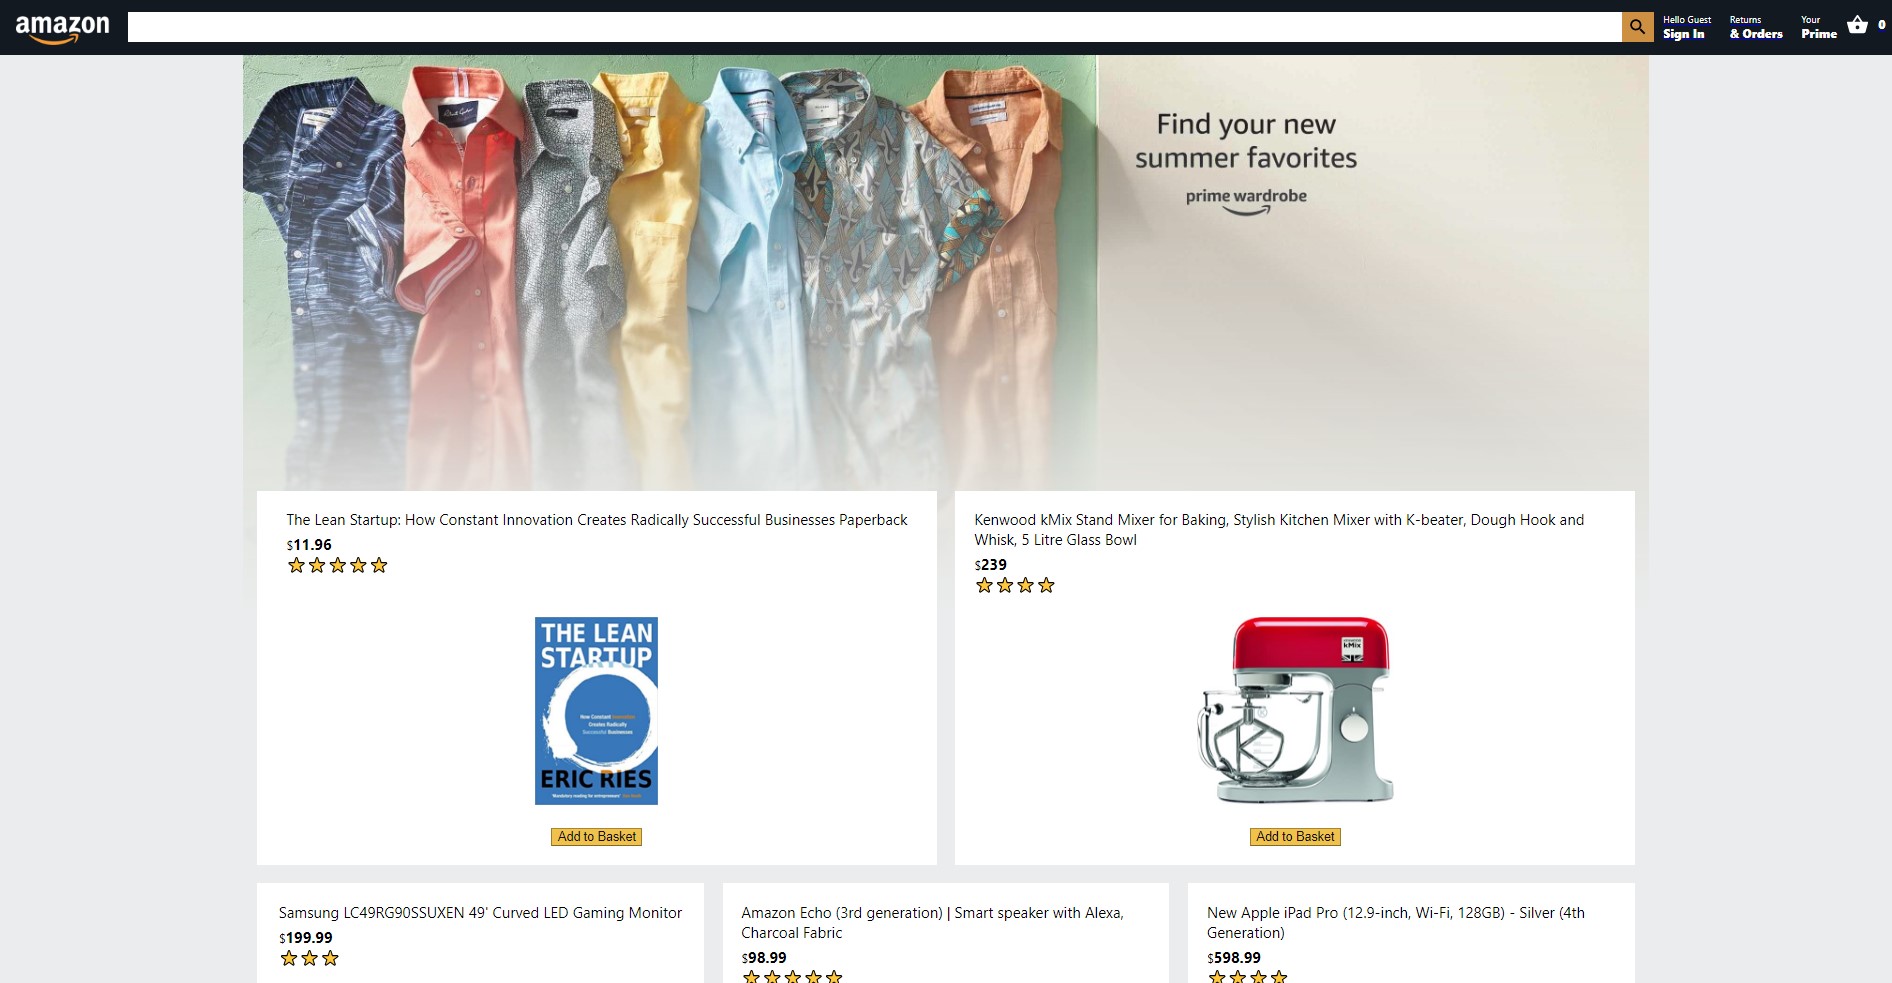 amazon
Hello Guest
Sign In
Returns
& Orders
Your
Prime
0
Find your new
summer favorites
prime wardrobe
The Lean Startup: How Constant Innovation Creates Radically Successful Businesses Paperback
$11.96
THE LEAN
STARTUP
How Constant Innovation
Creates Radically
Successful Businesses
ERIC RIES
Add to Basket
Kenwood kMix Stand Mixer for Baking, Stylish Kitchen Mixer with K-beater, Dough Hook and
Whisk, 5 Litre Glass Bowl
$239
kMix
Add to Basket
Samsung LC49RG90SSUXEN 49' Curved LED Gaming Monitor
$199.99
Amazon Echo (3rd generation) | Smart speaker with Alexa,
Charcoal Fabric
$98.99
New Apple iPad Pro (12.9-inch, Wi-Fi, 128GB) - Silver (4th
Generation)
$598.99